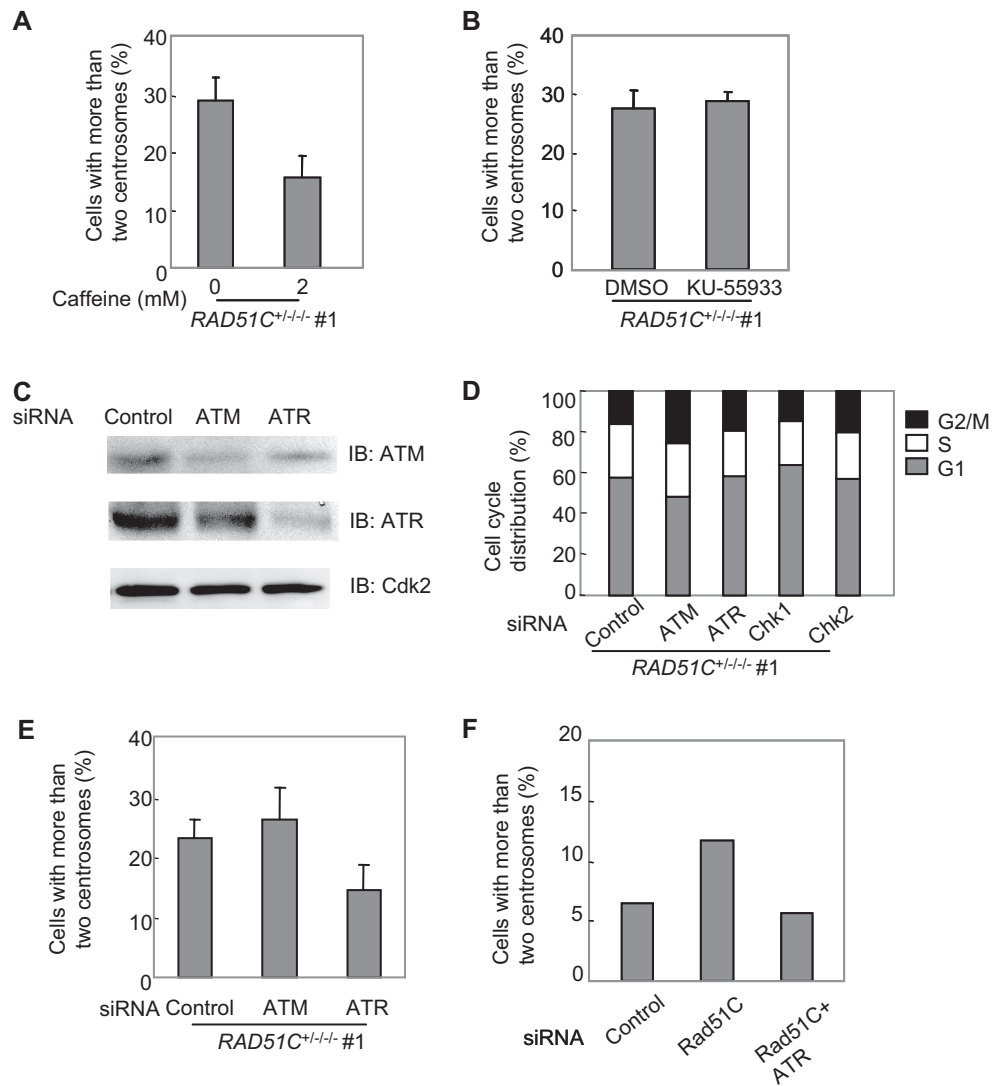 A
Cells with more than
two centrosomes (%)
40
30
20
10
0
Caffeine (mM)
0
2
RAD51C+/-/-/- #1
B
Cells with more than
two centrosomes (%)
40
30
20
10
0
DMSO
KU-55933
RAD51C+/-/-/-#1
C
siRNA
Control
ATM
ATR
IB: ATM
IB: ATR
IB: Cdk2
D
Cell cycle
distribution (%)
100
80
60
40
20
0
G2/M
S
G1
siRNA
Control
ATM
ATR
Chk1
Chk2
RAD51C+/-/-/- #1
E
Cells with more than
two centrosomes (%)
40
30
20
10
0
siRNA
Control
ATM
ATR
RAD51C+/-/-/- #1
F
Cells with more than
two centrosomes (%)
20
15
10
5
0
siRNA
Control
Rad51C
Rad51C+
ATR